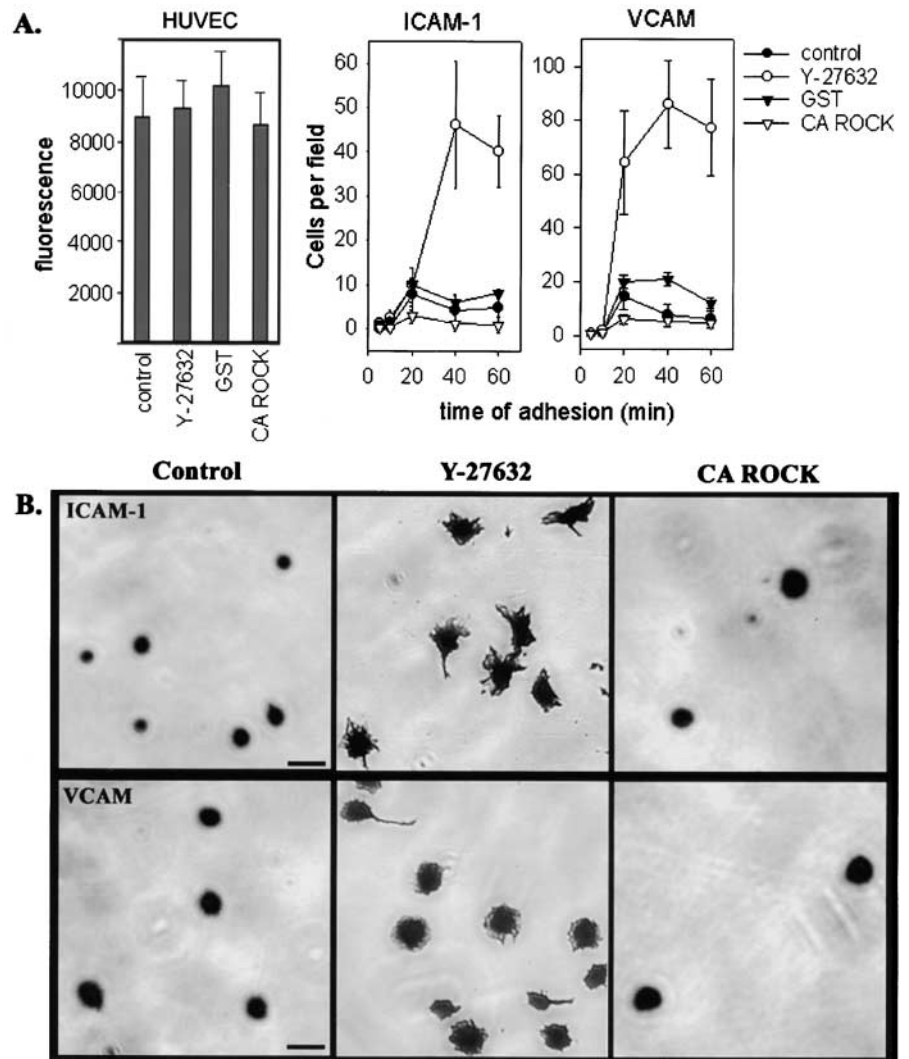 A.
HUVEC
fluorescence
10000
8000
6000
4000
2000
control
Y-27632
GST
CA ROCK
ICAM-1
Cells per field
60
50
40
30
20
10
0
0 20 40 60
VCAM
100
80
60
40
20
0
0 20 40 60
time of adhesion (min)
control
Y-27632
GST
CA ROCK
B.
Control
Y-27632
CA ROCK
ICAM-1
VCAM